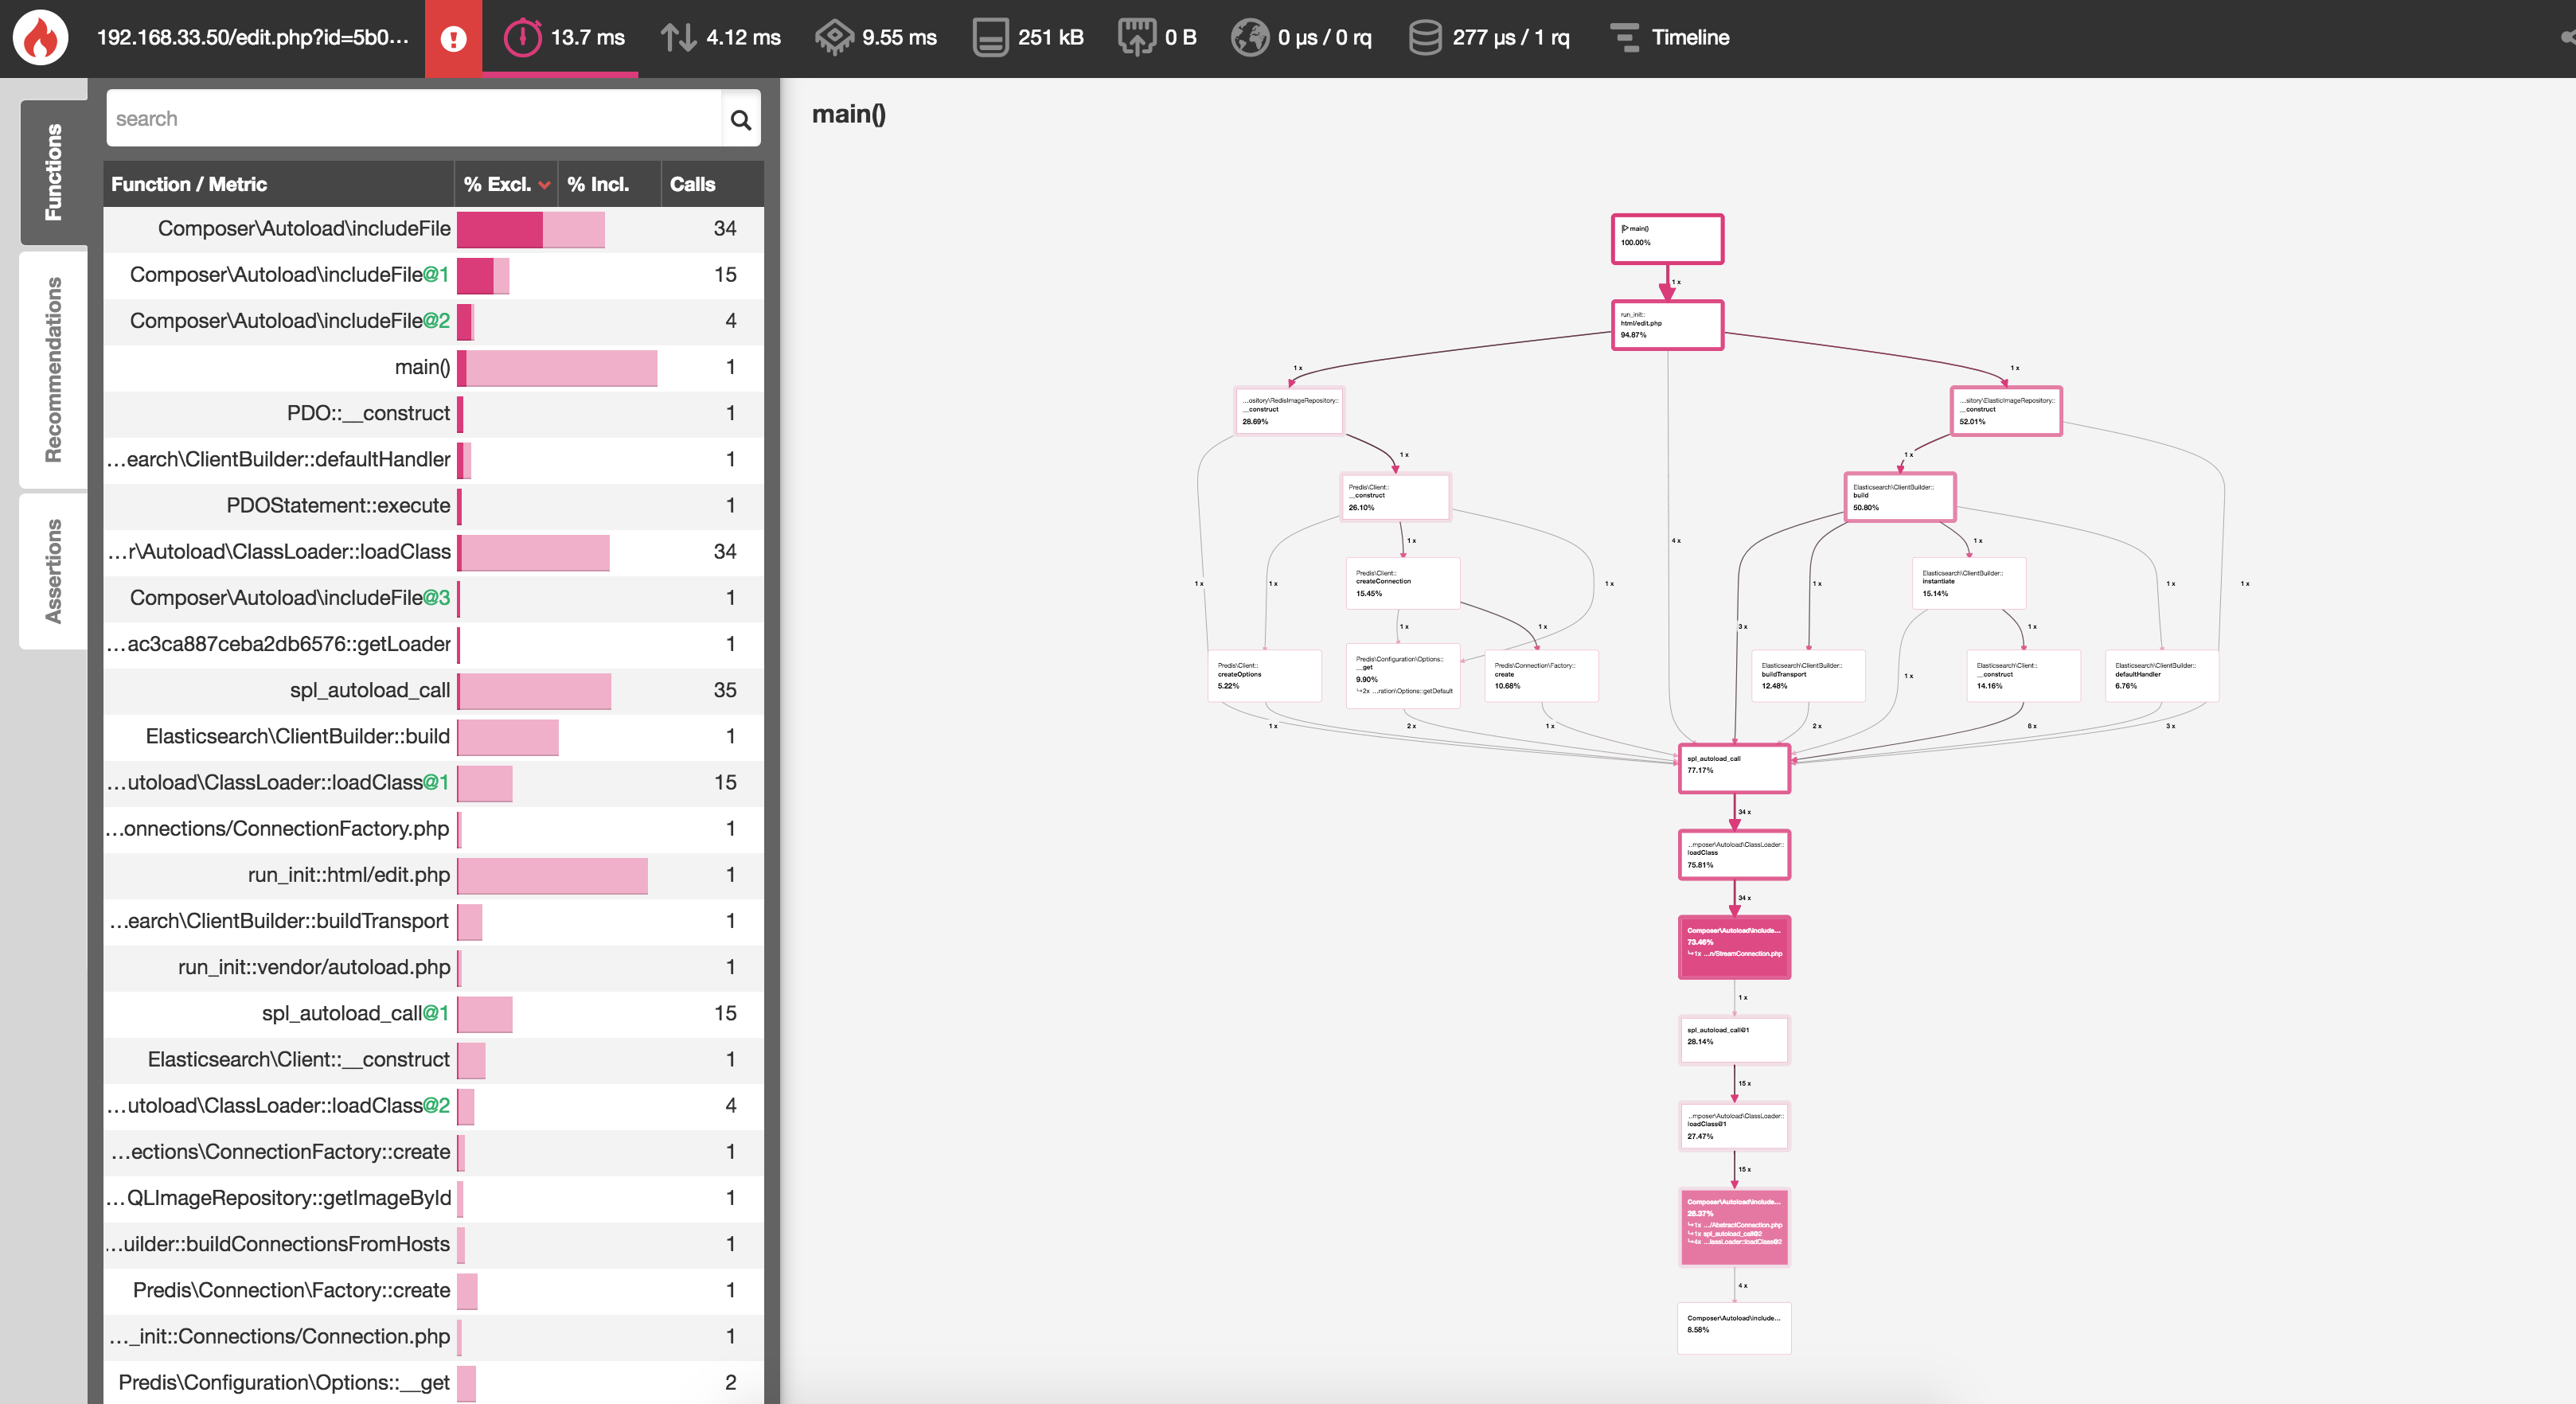 192.168.33.50/edit.php?id=5b0...
13.7 ms
4.12 ms
9.55 ms
251 kB
0 B
0 µs / 0 rq
277 µs / 1 rq
Timeline
Functions
Recommendations
Assertions
search
Function / Metric % Excl. % Incl. Calls
Composer\Autoload\includeFile 34
Composer\Autoload\includeFile@1 15
Composer\Autoload\includeFile@2 4
main() 1
PDO::__construct 1
...earch\ClientBuilder::defaultHandler 1
PDOStatement::execute 1
...r\Autoload\ClassLoader::loadClass 34
Composer\Autoload\includeFile@3 1
...ac3ca887ceba2db6576::getLoader 1
spl_autoload_call 35
Elasticsearch\ClientBuilder::build 1
...utoload\ClassLoader::loadClass@1 15
...onnections/ConnectionFactory.php 1
run_init::html/edit.php 1
...earch\ClientBuilder::buildTransport 1
run_init::vendor/autoload.php 1
spl_autoload_call@1 15
Elasticsearch\Client::__construct 1
...utoload\ClassLoader::loadClass@2 4
...ections\ConnectionFactory::create 1
...QLImageRepository::getImageById 1
...uilder::buildConnectionsFromHosts 1
Predis\Connection\Factory::create 1
..._init::Connections/Connection.php 1
Predis\Configuration\Options::__get 2
main()
main()
100.00%
1 x
run_init::
html/edit.php
94.87%
1 x
1 x
...ository\RedisImageRepository::
__construct
28.69%
...sitory\ElasticImageRepository::
__construct
52.01%
1 x
1 x
Predis\Client::
__construct
26.10%
Elasticsearch\ClientBuilder::
build
50.80%
1 x
4 x
1 x
Predis\Client::
createConnection
15.45%
Elasticsearch\ClientBuilder::
instantiate
15.14%
1 x
1 x
1 x
1 x
1 x
1 x
1 x
1 x
3 x
1 x
Predis\Client::
createOptions
5.22%
Predis\Configuration\Options::
__get
9.90%
↳2x ...ration\Options::getDefault
Predis\Connection\Factory::
create
10.68%
Elasticsearch\ClientBuilder::
buildTransport
12.48%
1 x
Elasticsearch\Client::
__construct
14.16%
Elasticsearch\ClientBuilder::
defaultHandler
6.76%
1 x
2 x
1 x
2 x
8 x
3 x
spl_autoload_call
77.17%
34 x
...mposer\Autoload\ClassLoader::
loadClass
75.81%
34 x
Composer\Autoload\include...
73.46%
↳1x ...n/StreamConnection.php
1 x
spl_autoload_call@1
28.14%
15 x
...mposer\Autoload\ClassLoader::
loadClass@1
27.47%
15 x
Composer\Autoload\include...
26.37%
↳1x .../AbstractConnection.php
↳1x spl_autoload_call@2
↳4x ...lassLoader::loadClass@2
4 x
Composer\Autoload\include...
8.58%